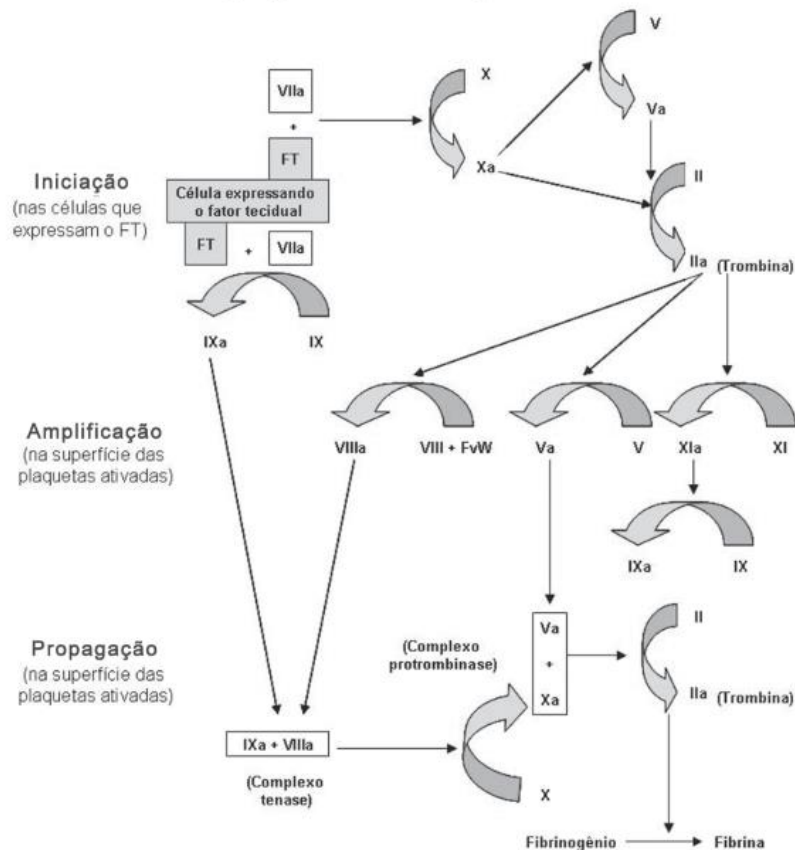 V
VIIa
X
+
Va
FT
Xa
II
Iniciação
(nas células que
expressam o FT)
Célula expressando
o fator tecidual
FT
+
VIIa
IIa (Trombina)
IXa
IX
Amplificação
(na superfície das
plaquetas ativadas)
VIIIa
VIII + FvW
Va
V
XIa
XI
IXa
IX
Propagação
(na superfície das
plaquetas ativadas)
(Complexo
protrombinase)
Va
+
Xa
II
IIa (Trombina)
IXa + VIIIa
(Complexo
tenase)
X
Fibrinogênio
Fibrina